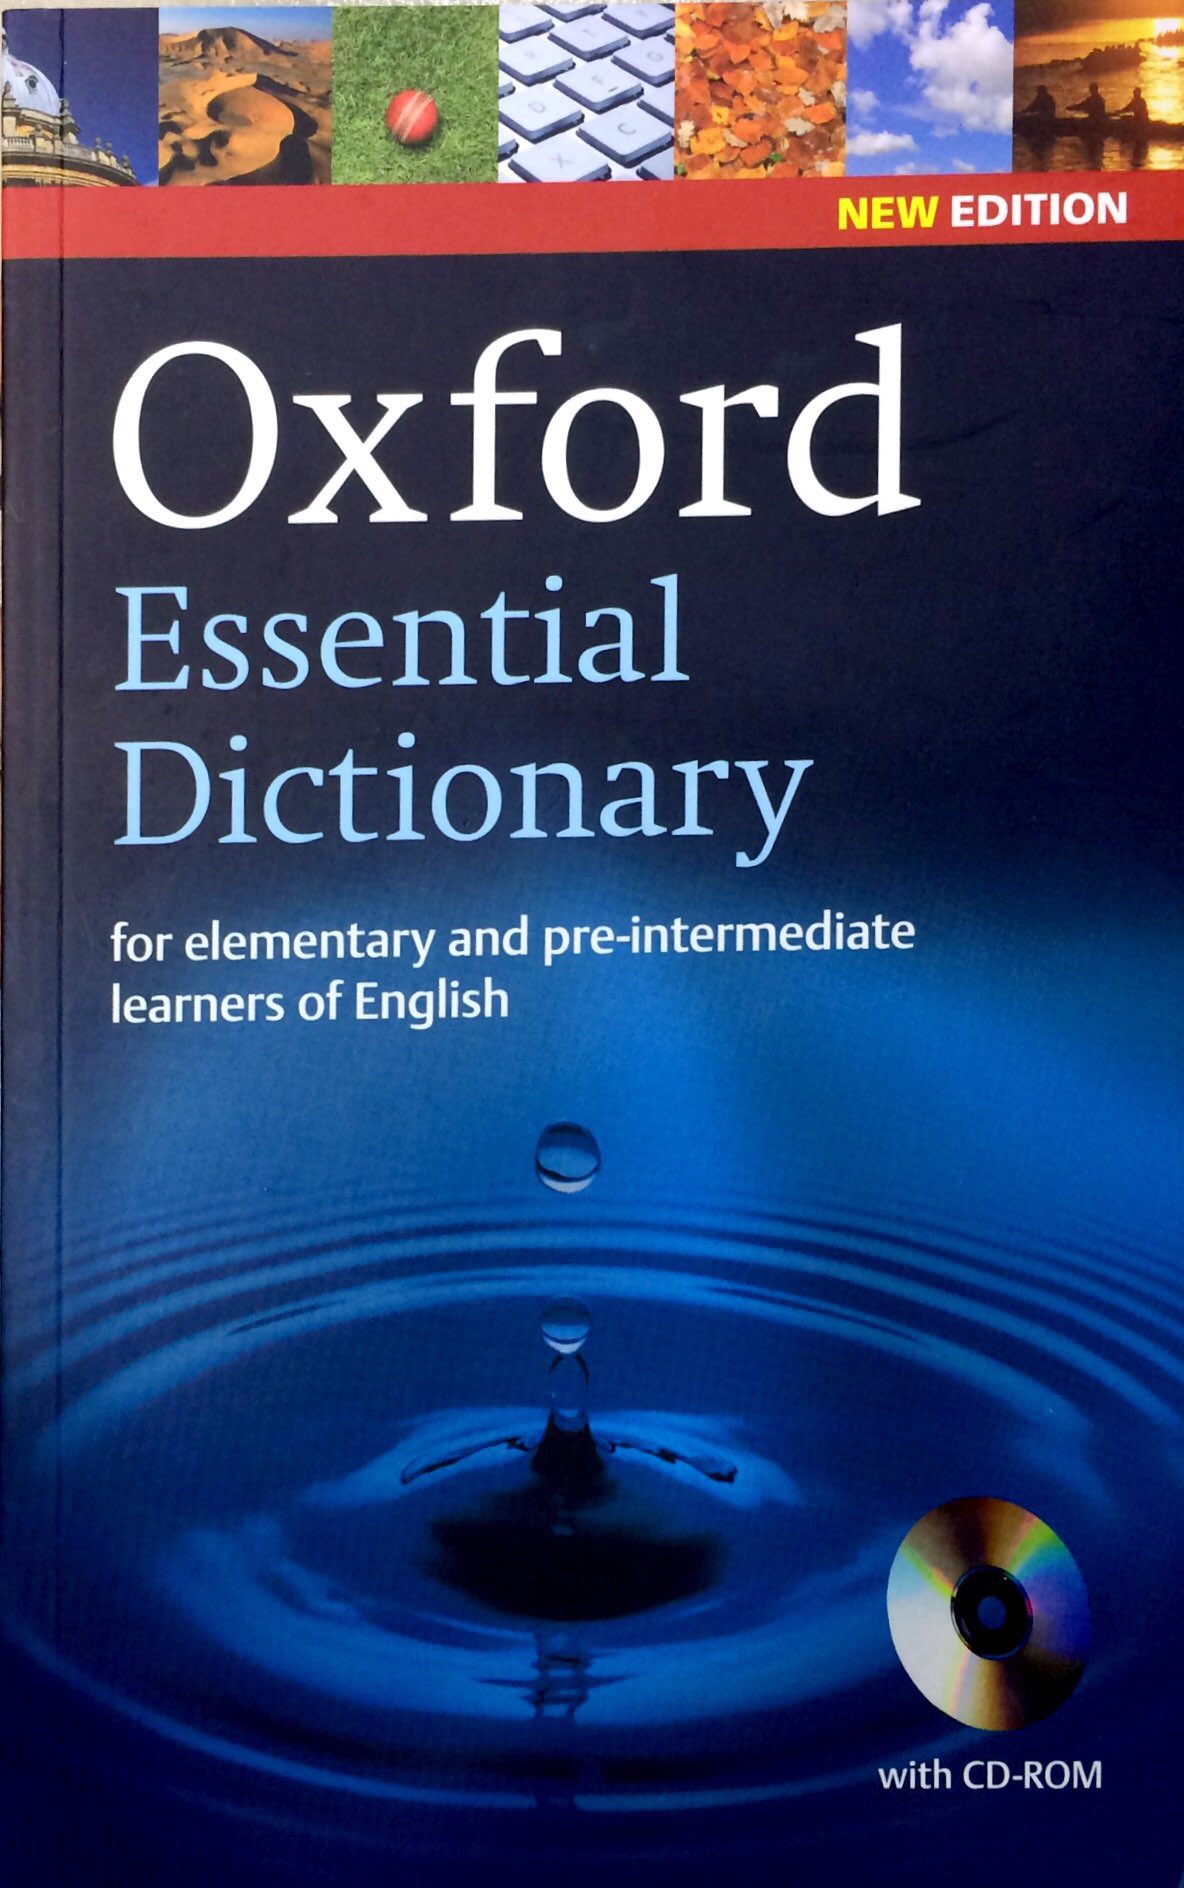 NEW EDITION
Oxford
Essential
Dictionary
for elementary and pre-intermediate
learners of English
with CD-ROM